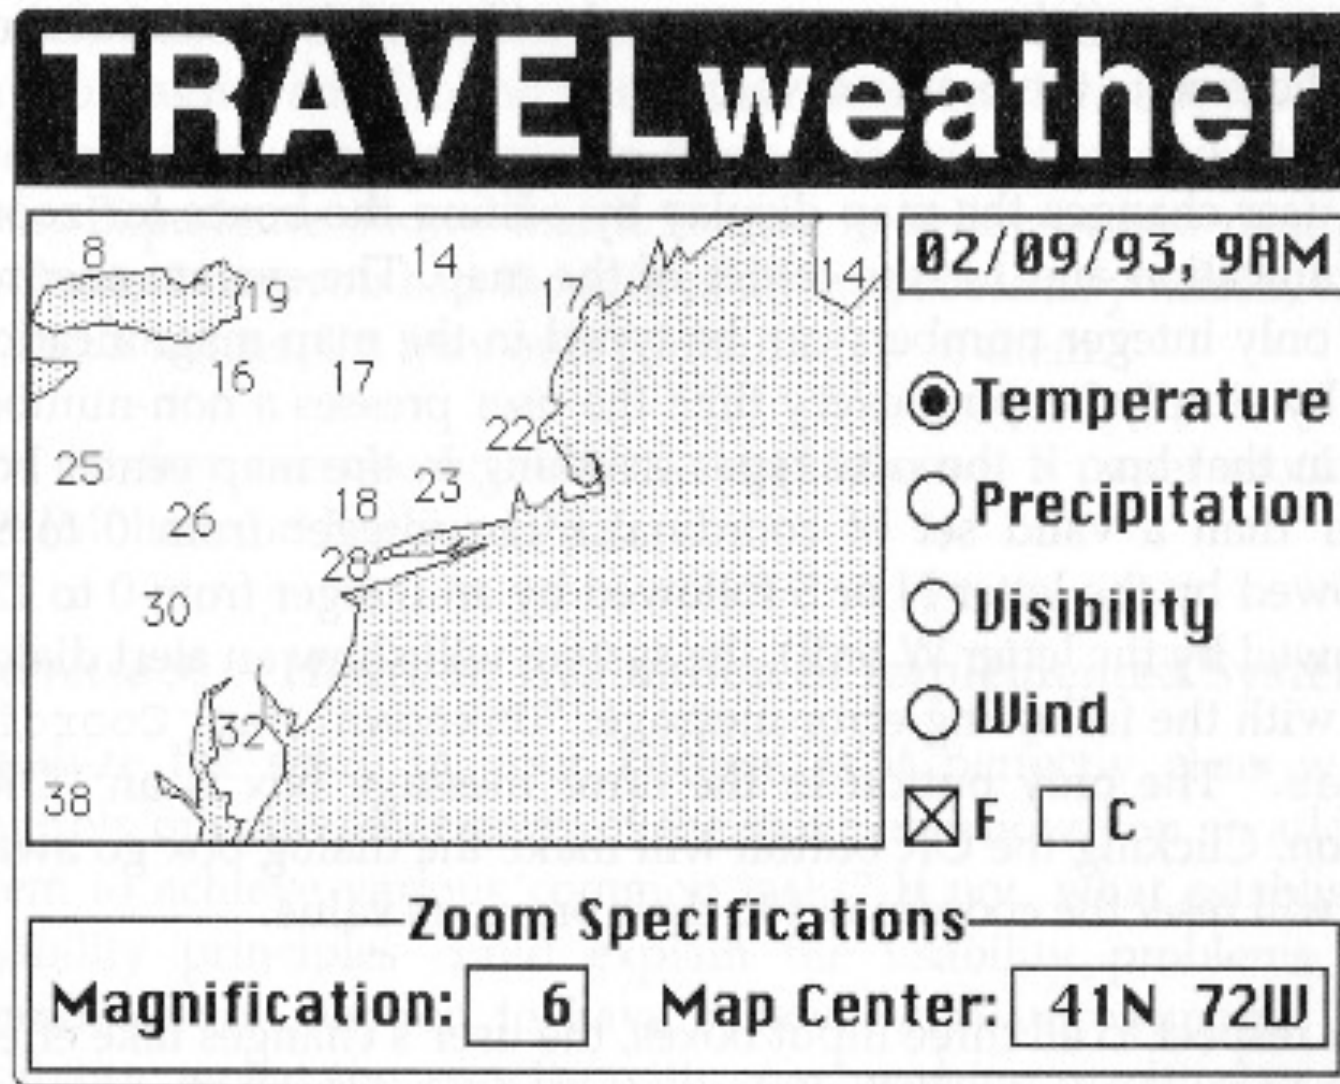 TRAVELweather
8 14 14 02/09/93, 9AM
19 17
16 17 Temperature
22
25 23
26 18 Precipitation
28
30 Visibility
32 Wind
38 F C
Zoom Specifications
Magnification: 6 Map Center: 41N 72W